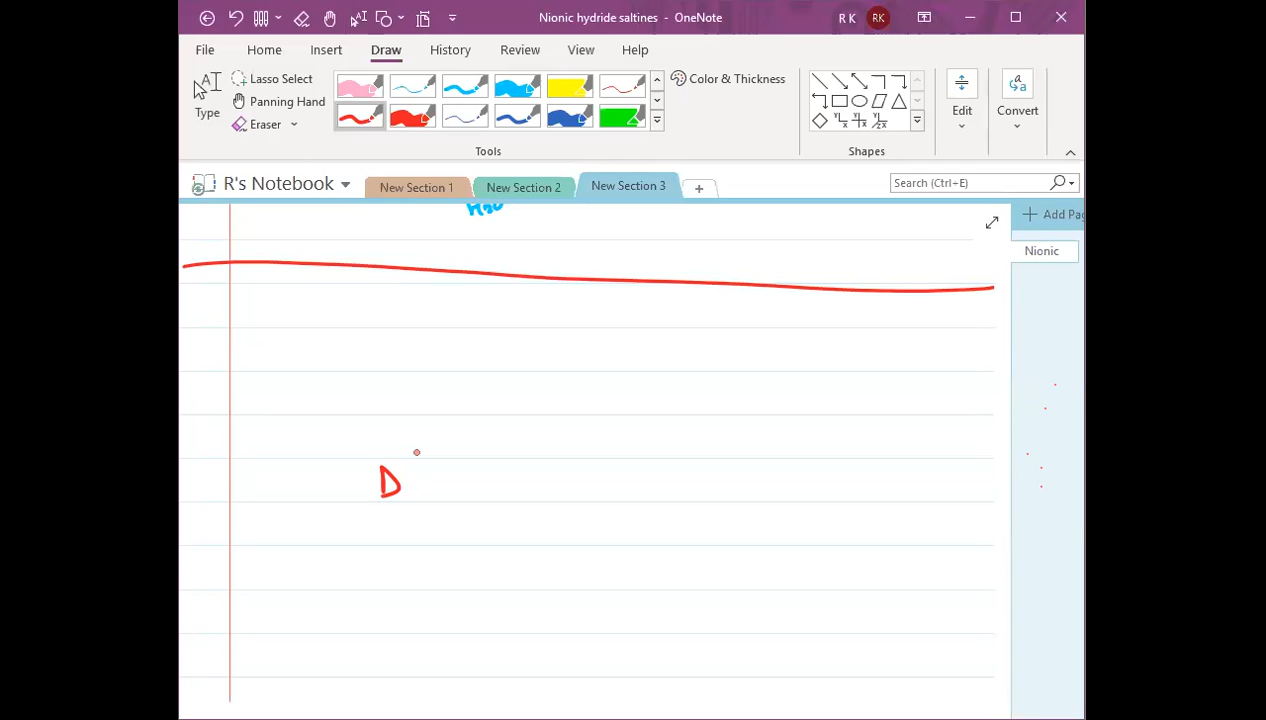 Nionic hydride saltines - OneNote
R K
RK
File Home Insert Draw History Review View Help
Type
Lasso Select
Panning Hand
Eraser
Color & Thickness
Edit
Convert
Tools
Shapes
R's Notebook
New Section 1
New Section 2
New Section 3
Search (Ctrl+E)
Add Pag
Nionic
D